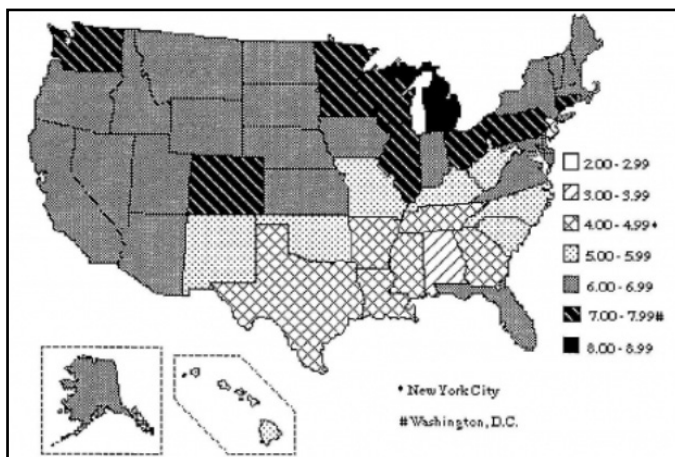 2.00 - 2.99
3.00 - 3.99
4.00 - 4.99♦
5.00 - 5.99
6.00 - 6.99
7.00 - 7.99#
8.00 - 8.99
♦ New York City
# Washington, D.C.